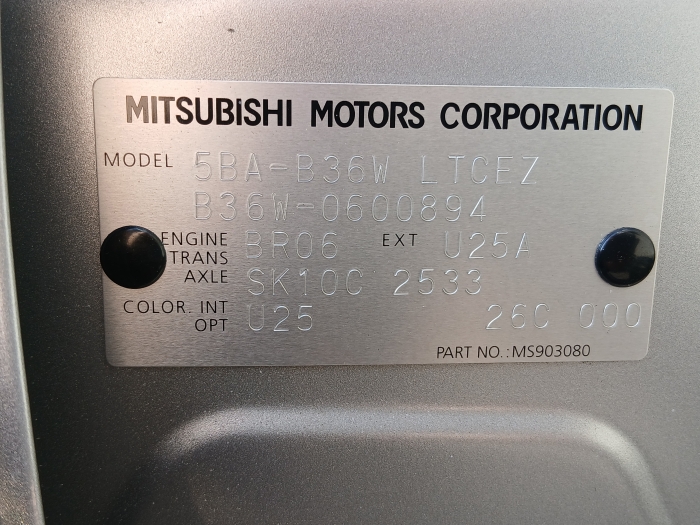 MITSUBISHI MOTORS CORPORATION
MODEL 5BA-B36W LTCEZ
B36W-0600894
ENGINE BR06 EXT U25A
TRANS
AXLE SK10C 2533
COLOR. INT
OPT U25 26C 000
PART NO.:MS903080